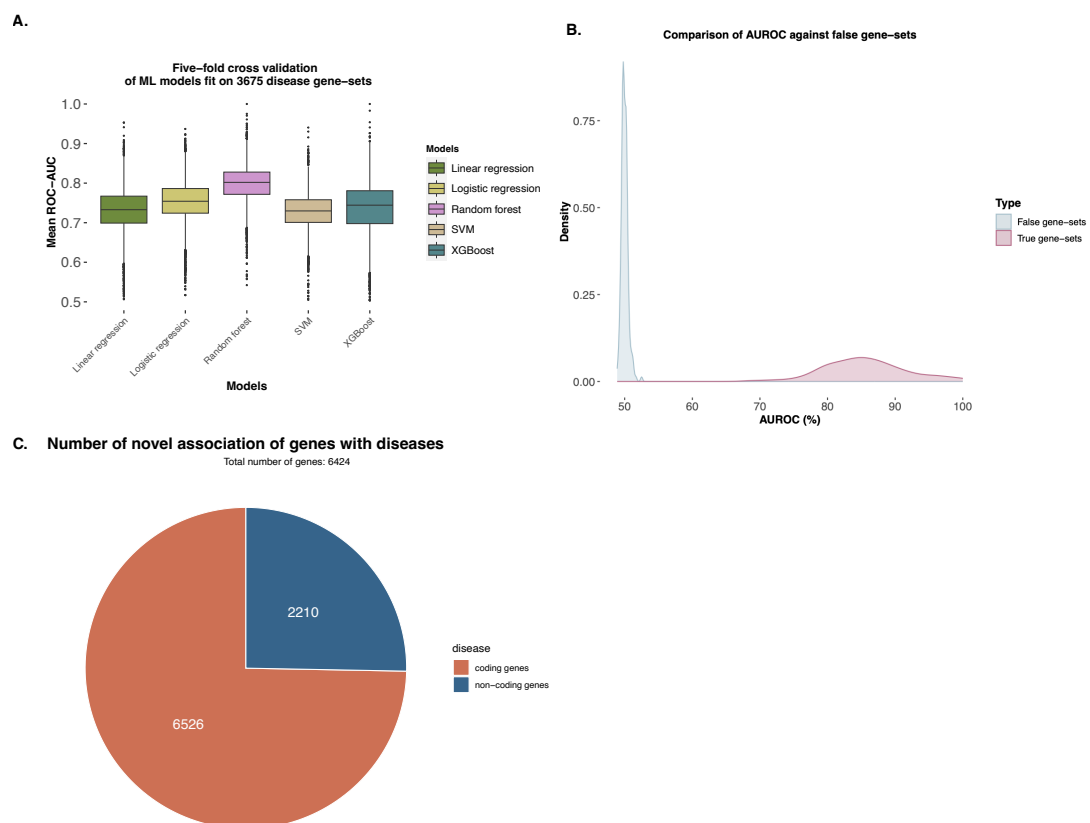 A.
Five–fold cross validation
of ML models fit on 3675 disease gene–sets
Mean ROC–AUC
1.0
0.9
0.8
0.7
0.6
0.5
Linear regression
Logistic regression
Random forest
SVM
XGBoost
Models
Models
Linear regression
Logistic regression
Random forest
SVM
XGBoost
B.
Comparison of AUROC against false gene–sets
Density
0.75
0.50
0.25
0.00
50 60 70 80 90 100
AUROC (%)
Type
False gene–sets
True gene–sets
C. Number of novel association of genes with diseases
Total number of genes: 6424
2210
6526
disease
coding genes
non–coding genes